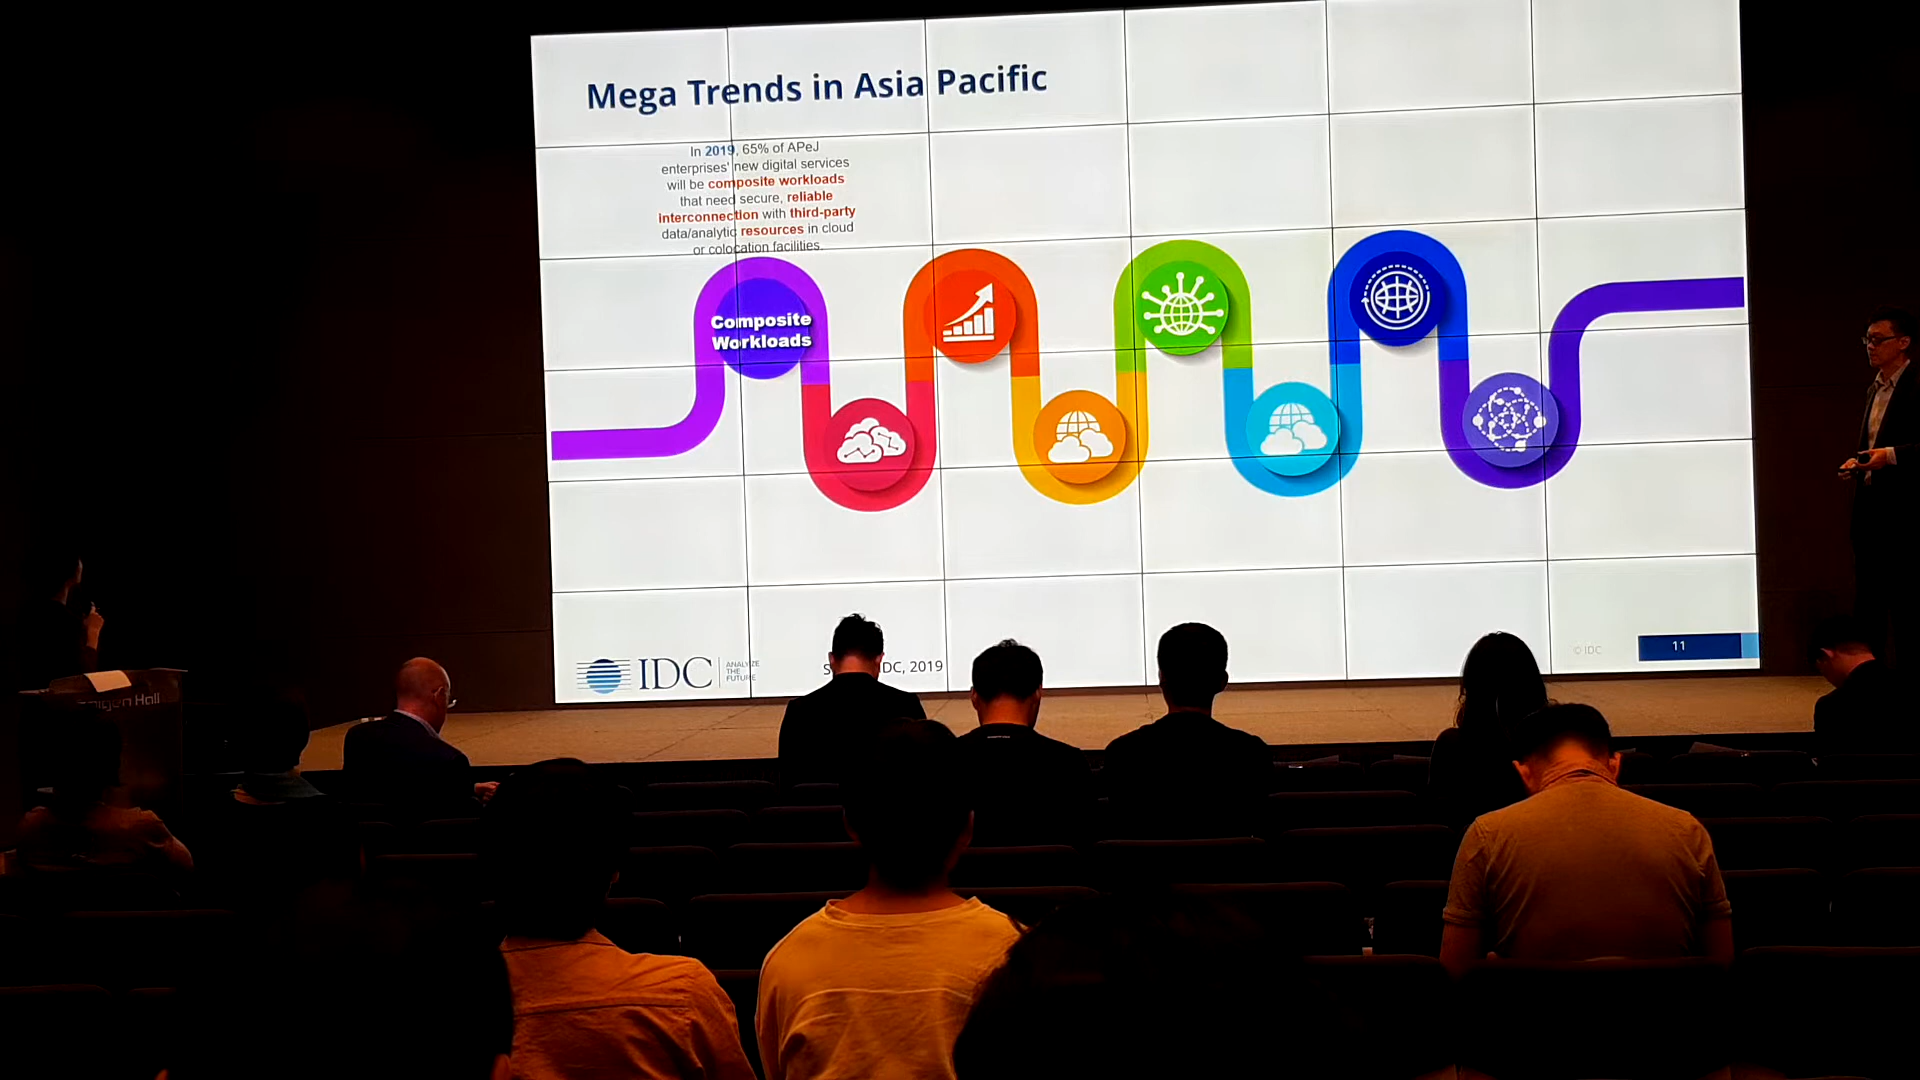 Mega Trends in Asia Pacific
In 2019, 65% of APeJ
enterprises' new digital services
will be composite workloads
that need secure, reliable
interconnection with third-party
data/analytic resources in cloud
or colocation facilities.
Composite
Workloads
IDC
ANALYZE
THE
FUTURE
IDC, 2019
© IDC
11
Hall